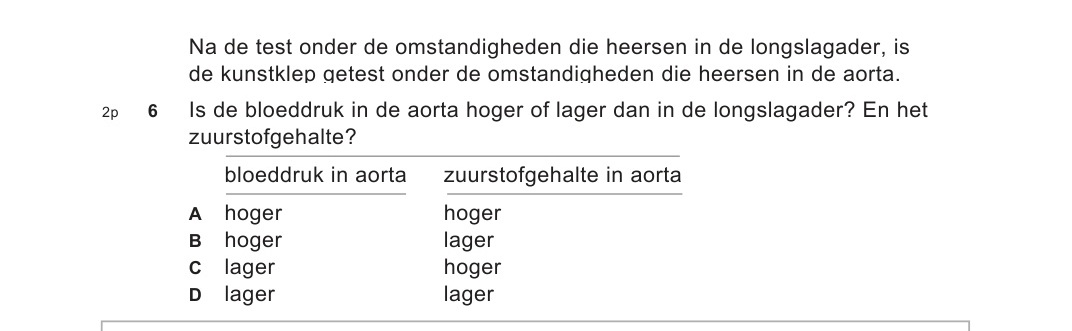 Na de test onder de omstandigheden die heersen in de longslagader, is
de kunstklep getest onder de omstandigheden die heersen in de aorta.
2p 6 Is de bloeddruk in de aorta hoger of lager dan in de longslagader? En het
zuurstofgehalte?
bloeddruk in aorta zuurstofgehalte in aorta
A hoger hoger
B hoger lager
C lager hoger
D lager lager